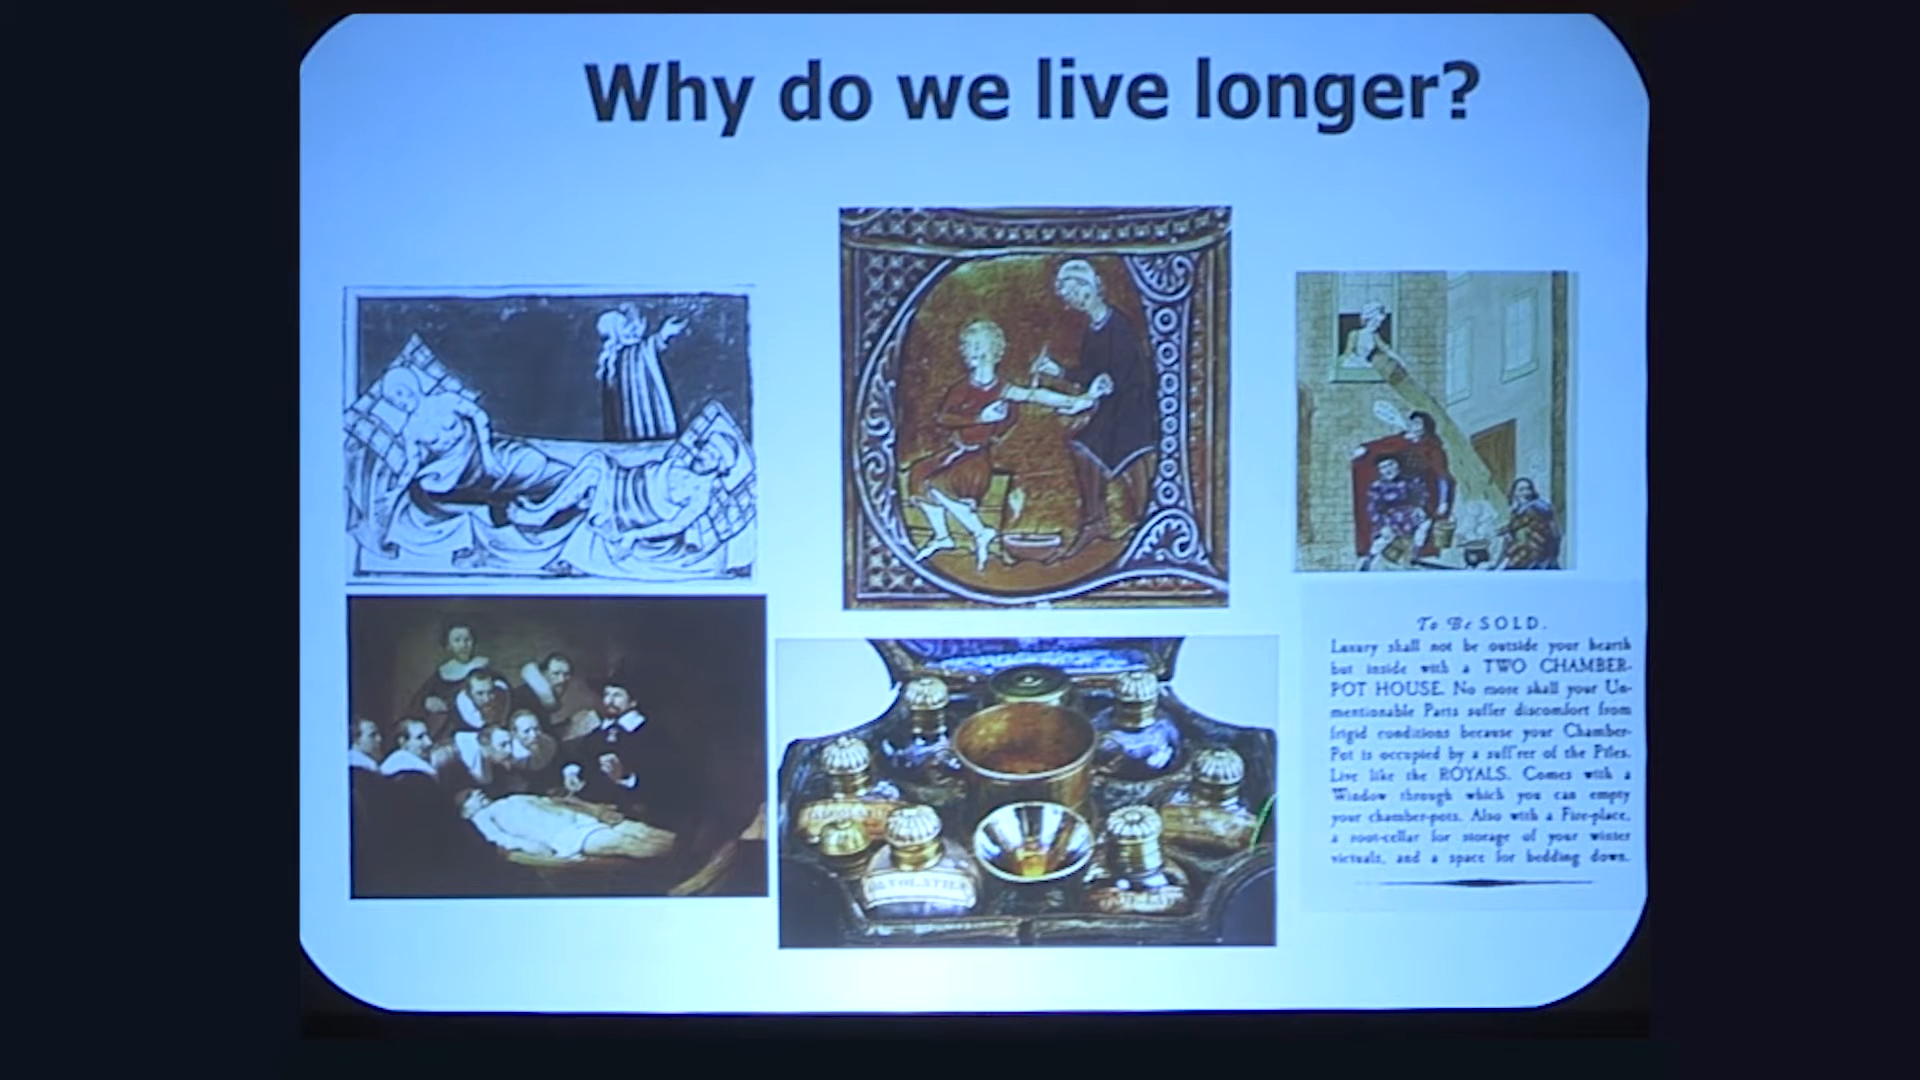 Why do we live longer?
To Be SOLD.
Luxury shall not be outside your hearth
but inside with a TWO CHAMBER-
POT HOUSE. No more shall your Un-
mentionable Parts suffer discomfort from
frigid conditions because your Chamber-
Pot is occupied by a suff'rer of the Piles.
Live like the ROYALS. Comes with a
Window through which you can empty
your chamber-pots. Also with a Fire-place,
a root-cellar for storage of your winter
victuals, and a space for bedding down.